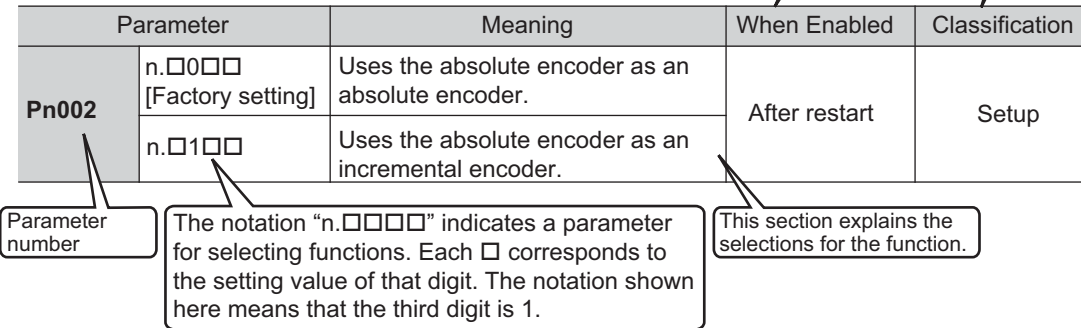 Parameter Meaning When Enabled Classification
Pn002
n.□0□□
[Factory setting]
Uses the absolute encoder as an
absolute encoder.
n.□1□□
Uses the absolute encoder as an
incremental encoder.
After restart
Setup
Parameter
number
The notation “n.□□□□” indicates a parameter
for selecting functions. Each □ corresponds to
the setting value of that digit. The notation shown
here means that the third digit is 1.
This section explains the
selections for the function.